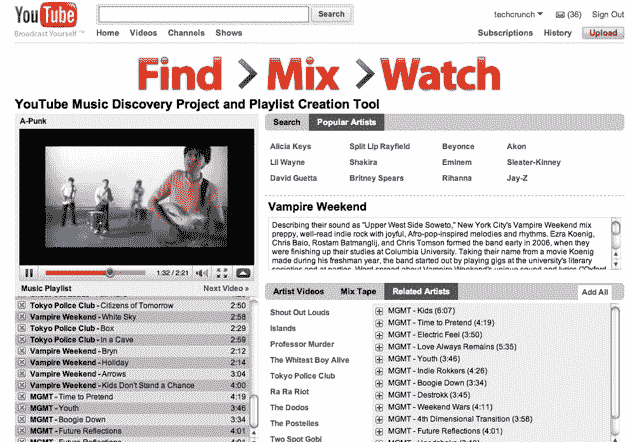 YouTube
Broadcast Yourself™
Search
techcrunch
(36)
Sign Out
Home Videos Channels Shows
Subscriptions History Upload
Find > Mix > Watch
YouTube Music Discovery Project and Playlist Creation Tool
A-Punk
Search Popular Artists
Alicia Keys Split Lip Rayfield Beyonce Akon
Lil Wayne Shakira Eminem Sleater-Kinney
David Guetta Britney Spears Rihanna Jay-Z
Vampire Weekend
Describing their sound as "Upper West Side Soweto," New York City's Vampire Weekend mix
preppy, well-read indie rock with joyful, Afro-pop-inspired melodies and rhythms. Ezra Koenig,
Chris Baio, Rostam Batmanglij, and Chris Tomson formed the band early in 2006, when they
were finishing up their studies at Columbia University. Taking their name from a movie Koenig
made during his freshman year, the band started out by playing gigs at the university's literary
societies and at parties. Word spread about Vampire Weekend's unique sound and lyrics ("Oxford
1:32 / 2:21
Music Playlist Next Video »
Tokyo Police Club - Citizens of Tomorrow 2:50
Vampire Weekend - White Sky 2:58
Tokyo Police Club - Box 2:29
Tokyo Police Club - In a Cave 2:59
Vampire Weekend - Bryn 2:12
Vampire Weekend - Holiday 2:14
Vampire Weekend - Arrows 3:04
Vampire Weekend - Kids Don't Stand a Chance 4:00
MGMT - Time to Pretend 4:19
MGMT - Youth 3:46
MGMT - Boogie Down 3:34
MGMT - Future Reflections 4:01
Artist Videos Mix Tape Related Artists Add All
Shout Out Louds
Islands
Professor Murder
The Whitest Boy Alive
Tokyo Police Club
Ra Ra Riot
The Dodos
The Postelles
Two Spot Gobi
MGMT - Kids (6:07)
MGMT - Time to Pretend (4:19)
MGMT - Electric Feel (3:50)
MGMT - Love Always Remains (5:35)
MGMT - Youth (3:46)
MGMT - Indie Rokkers (4:26)
MGMT - Boogie Down (3:34)
MGMT - Destrokk (3:45)
MGMT - Weekend Wars (4:11)
MGMT - 4th Dimensional Transition (3:58)
MGMT - Future Reflections (4:01)